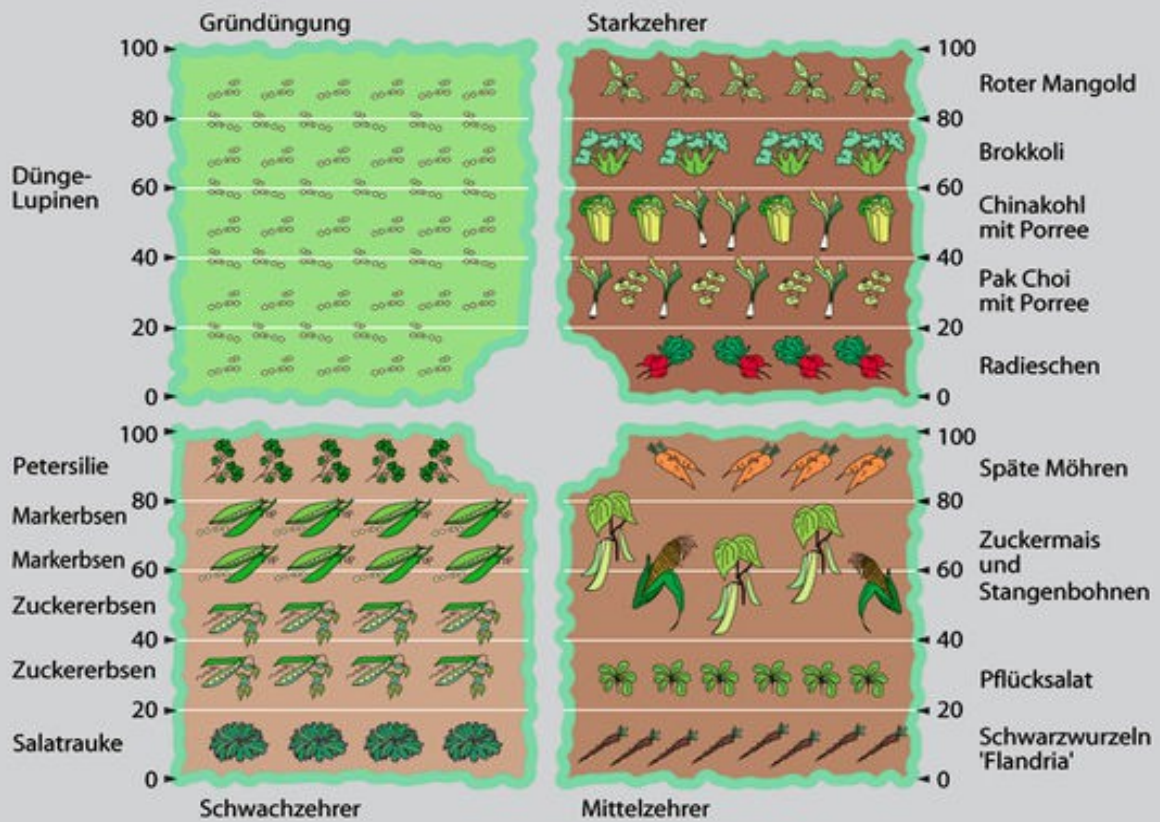 Gründüngung
Starkzehrer
100
80
60
40
20
0
Dünge-
Lupinen
100
80
60
40
20
0
Roter Mangold
Brokkoli
Chinakohl
mit Porree
Pak Choi
mit Porree
Radieschen
Petersilie
Markerbsen
Markerbsen
Zuckererbsen
Zuckererbsen
Salatrauke
100
80
60
40
20
0
100
80
60
40
20
0
Späte Möhren
Zuckermais
und
Stangenbohnen
Pflücksalat
Schwarzwurzeln
'Flandria'
Schwachzehrer
Mittelzehrer